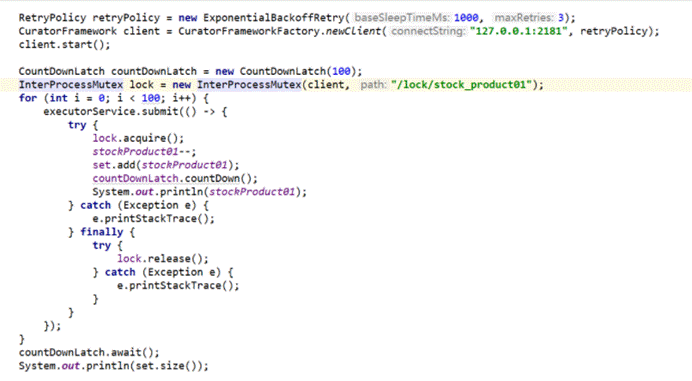 RetryPolicy retryPolicy = new ExponentialBackoffRetry( baseSleepTimeMs: 1000, maxRetries: 3);
CuratorFramework client = CuratorFrameworkFactory.newClient( connectString: "127.0.0.1:2181", retryPolicy);
client.start();

CountDownLatch countDownLatch = new CountDownLatch(100);
InterProcessMutex lock = new InterProcessMutex(client, path: "/lock/stock_product01");
for (int i = 0; i < 100; i++) {
    executorService.submit(() -> {
        try {
            lock.acquire();
            stockProduct01--;
            set.add(stockProduct01);
            countDownLatch.countDown();
            System.out.println(stockProduct01);
        } catch (Exception e) {
            e.printStackTrace();
        } finally {
            try {
                lock.release();
            } catch (Exception e) {
                e.printStackTrace();
            }
        }
    });
}
countDownLatch.await();
System.out.println(set.size());